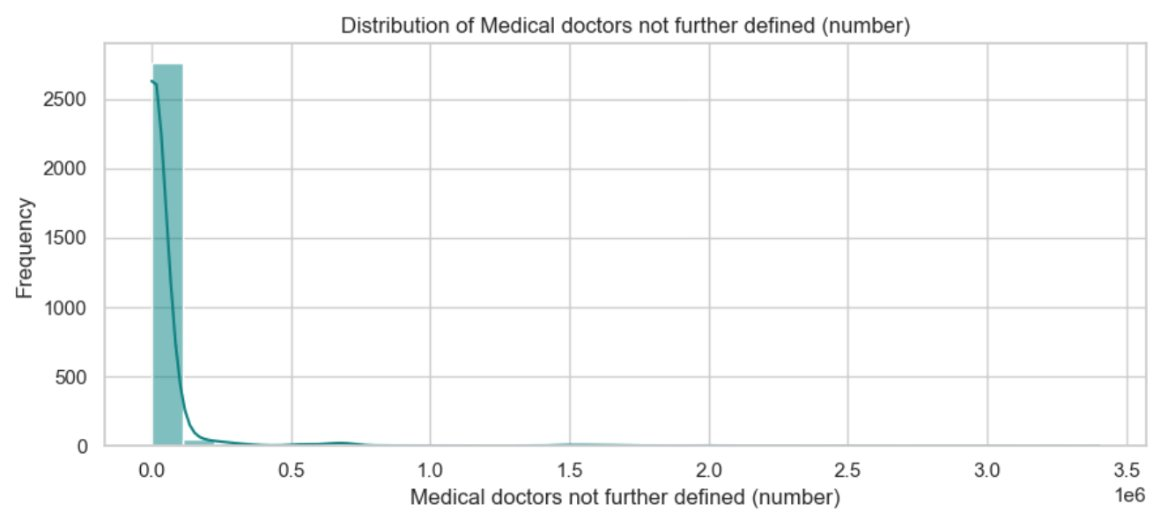 Distribution of Medical doctors not further defined (number)
Frequency
2500
2000
1500
1000
500
0
0.0 0.5 1.0 1.5 2.0 2.5 3.0 3.5
1e6
Medical doctors not further defined (number)